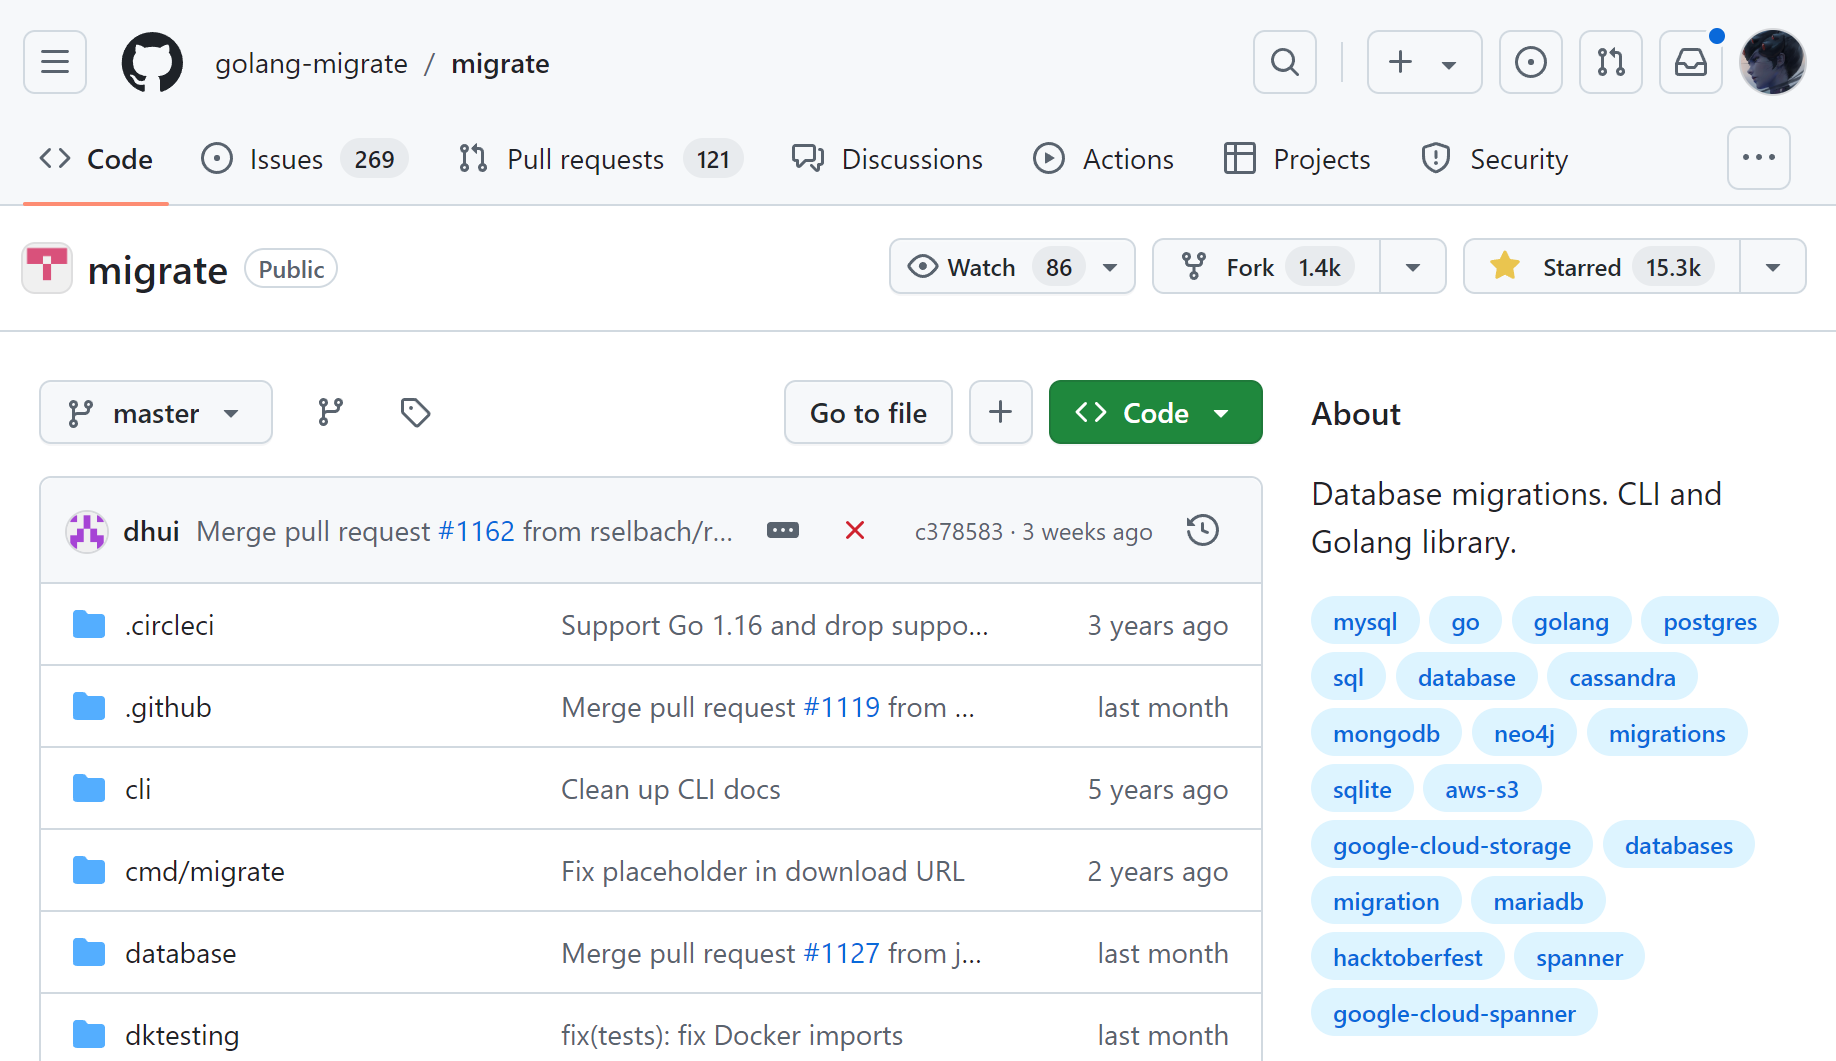 golang-migrate / migrate
Code Issues 269 Pull requests 121 Discussions Actions Projects Security
migrate Public Watch 86 Fork 1.4k Starred 15.3k
master Go to file Code
dhui Merge pull request #1162 from rselbach/r... c378583 · 3 weeks ago
.circleci Support Go 1.16 and drop suppo... 3 years ago
.github Merge pull request #1119 from ... last month
cli Clean up CLI docs 5 years ago
cmd/migrate Fix placeholder in download URL 2 years ago
database Merge pull request #1127 from j... last month
dktesting fix(tests): fix Docker imports last month
About
Database migrations. CLI and
Golang library.
mysql go golang postgres
sql database cassandra
mongodb neo4j migrations
sqlite aws-s3
google-cloud-storage databases
migration mariadb
hacktoberfest spanner
google-cloud-spanner